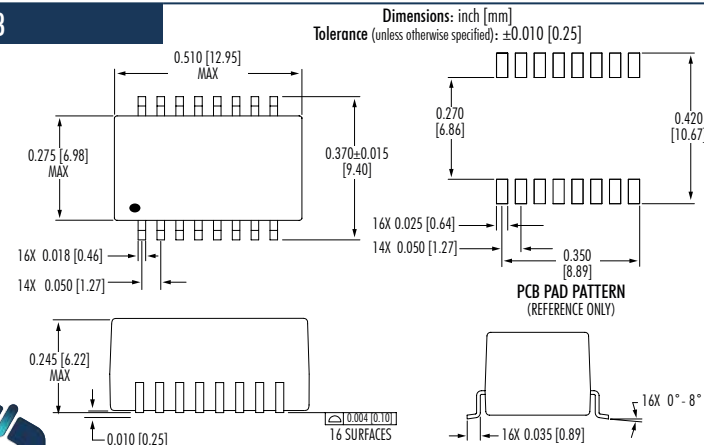 B
Dimensions: inch [mm]
Tolerance (unless otherwise specified): ±0.010 [0.25]
0.510 [12.95]
MAX
0.275 [6.98]
MAX
0.370±0.015
[9.40]
16X 0.018 [0.46]
14X 0.050 [1.27]
0.270
[6.86]
0.420
[10.67]
16X 0.025 [0.64]
14X 0.050 [1.27]
0.350
[8.89]
PCB PAD PATTERN
(REFERENCE ONLY)
0.245 [6.22]
MAX
0.010 [0.25]
0.004 [0.10]
16 SURFACES
16X 0°- 8°
16X 0.035 [0.89]